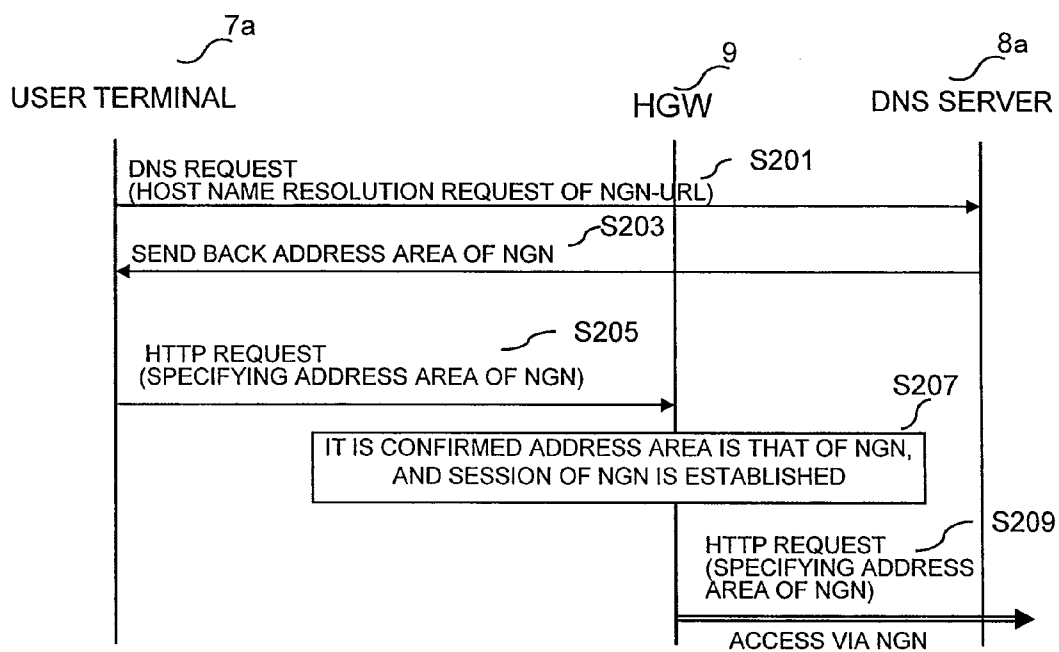 7a
9
8a
USER TERMINAL
HGW
DNS SERVER
S201
DNS REQUEST
(HOST NAME RESOLUTION REQUEST OF NGN-URL)
S203
SEND BACK ADDRESS AREA OF NGN
S205
HTTP REQUEST
(SPECIFYING ADDRESS AREA OF NGN)
S207
IT IS CONFIRMED ADDRESS AREA IS THAT OF NGN,
AND SESSION OF NGN IS ESTABLISHED
S209
HTTP REQUEST
(SPECIFYING ADDRESS
AREA OF NGN)
ACCESS VIA NGN